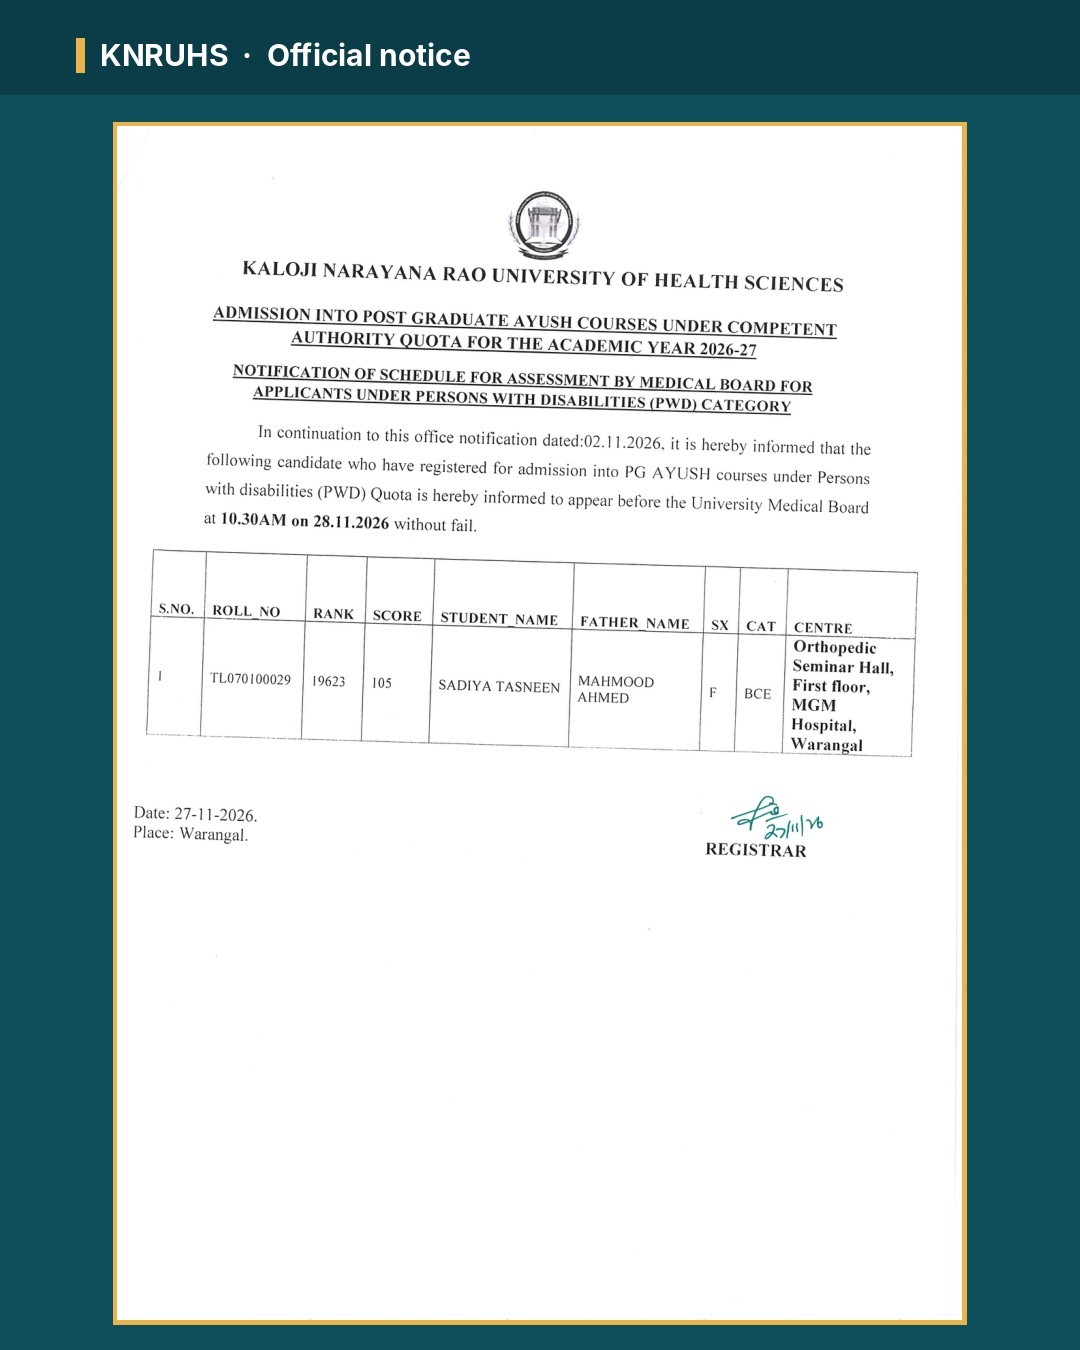 KNRUHS · Official notice
KALOJI NARAYANA RAO UNIVERSITY OF HEALTH SCIENCES
ADMISSION INTO POST GRADUATE AYUSH COURSES UNDER COMPETENT
AUTHORITY QUOTA FOR THE ACADEMIC YEAR 2026-27
NOTIFICATION OF SCHEDULE FOR ASSESSMENT BY MEDICAL BOARD FOR
APPLICANTS UNDER PERSONS WITH DISABILITIES (PWD) CATEGORY
In continuation to this office notification dated:02.11.2026, it is hereby informed that the
following candidate who have registered for admission into PG AYUSH courses under Persons
with disabilities (PWD) Quota is hereby informed to appear before the University Medical Board
at 10.30AM on 28.11.2026 without fail.
S.NO. ROLL_NO RANK SCORE STUDENT_NAME FATHER_NAME SX CAT CENTRE
1 TL070100029 19623 105 SADIYA TASNEEN MAHMOOD AHMED F BCE Orthopedic
Seminar Hall,
First floor,
MGM
Hospital,
Warangal
Date: 27-11-2026.
Place: Warangal.
27/11/26
REGISTRAR